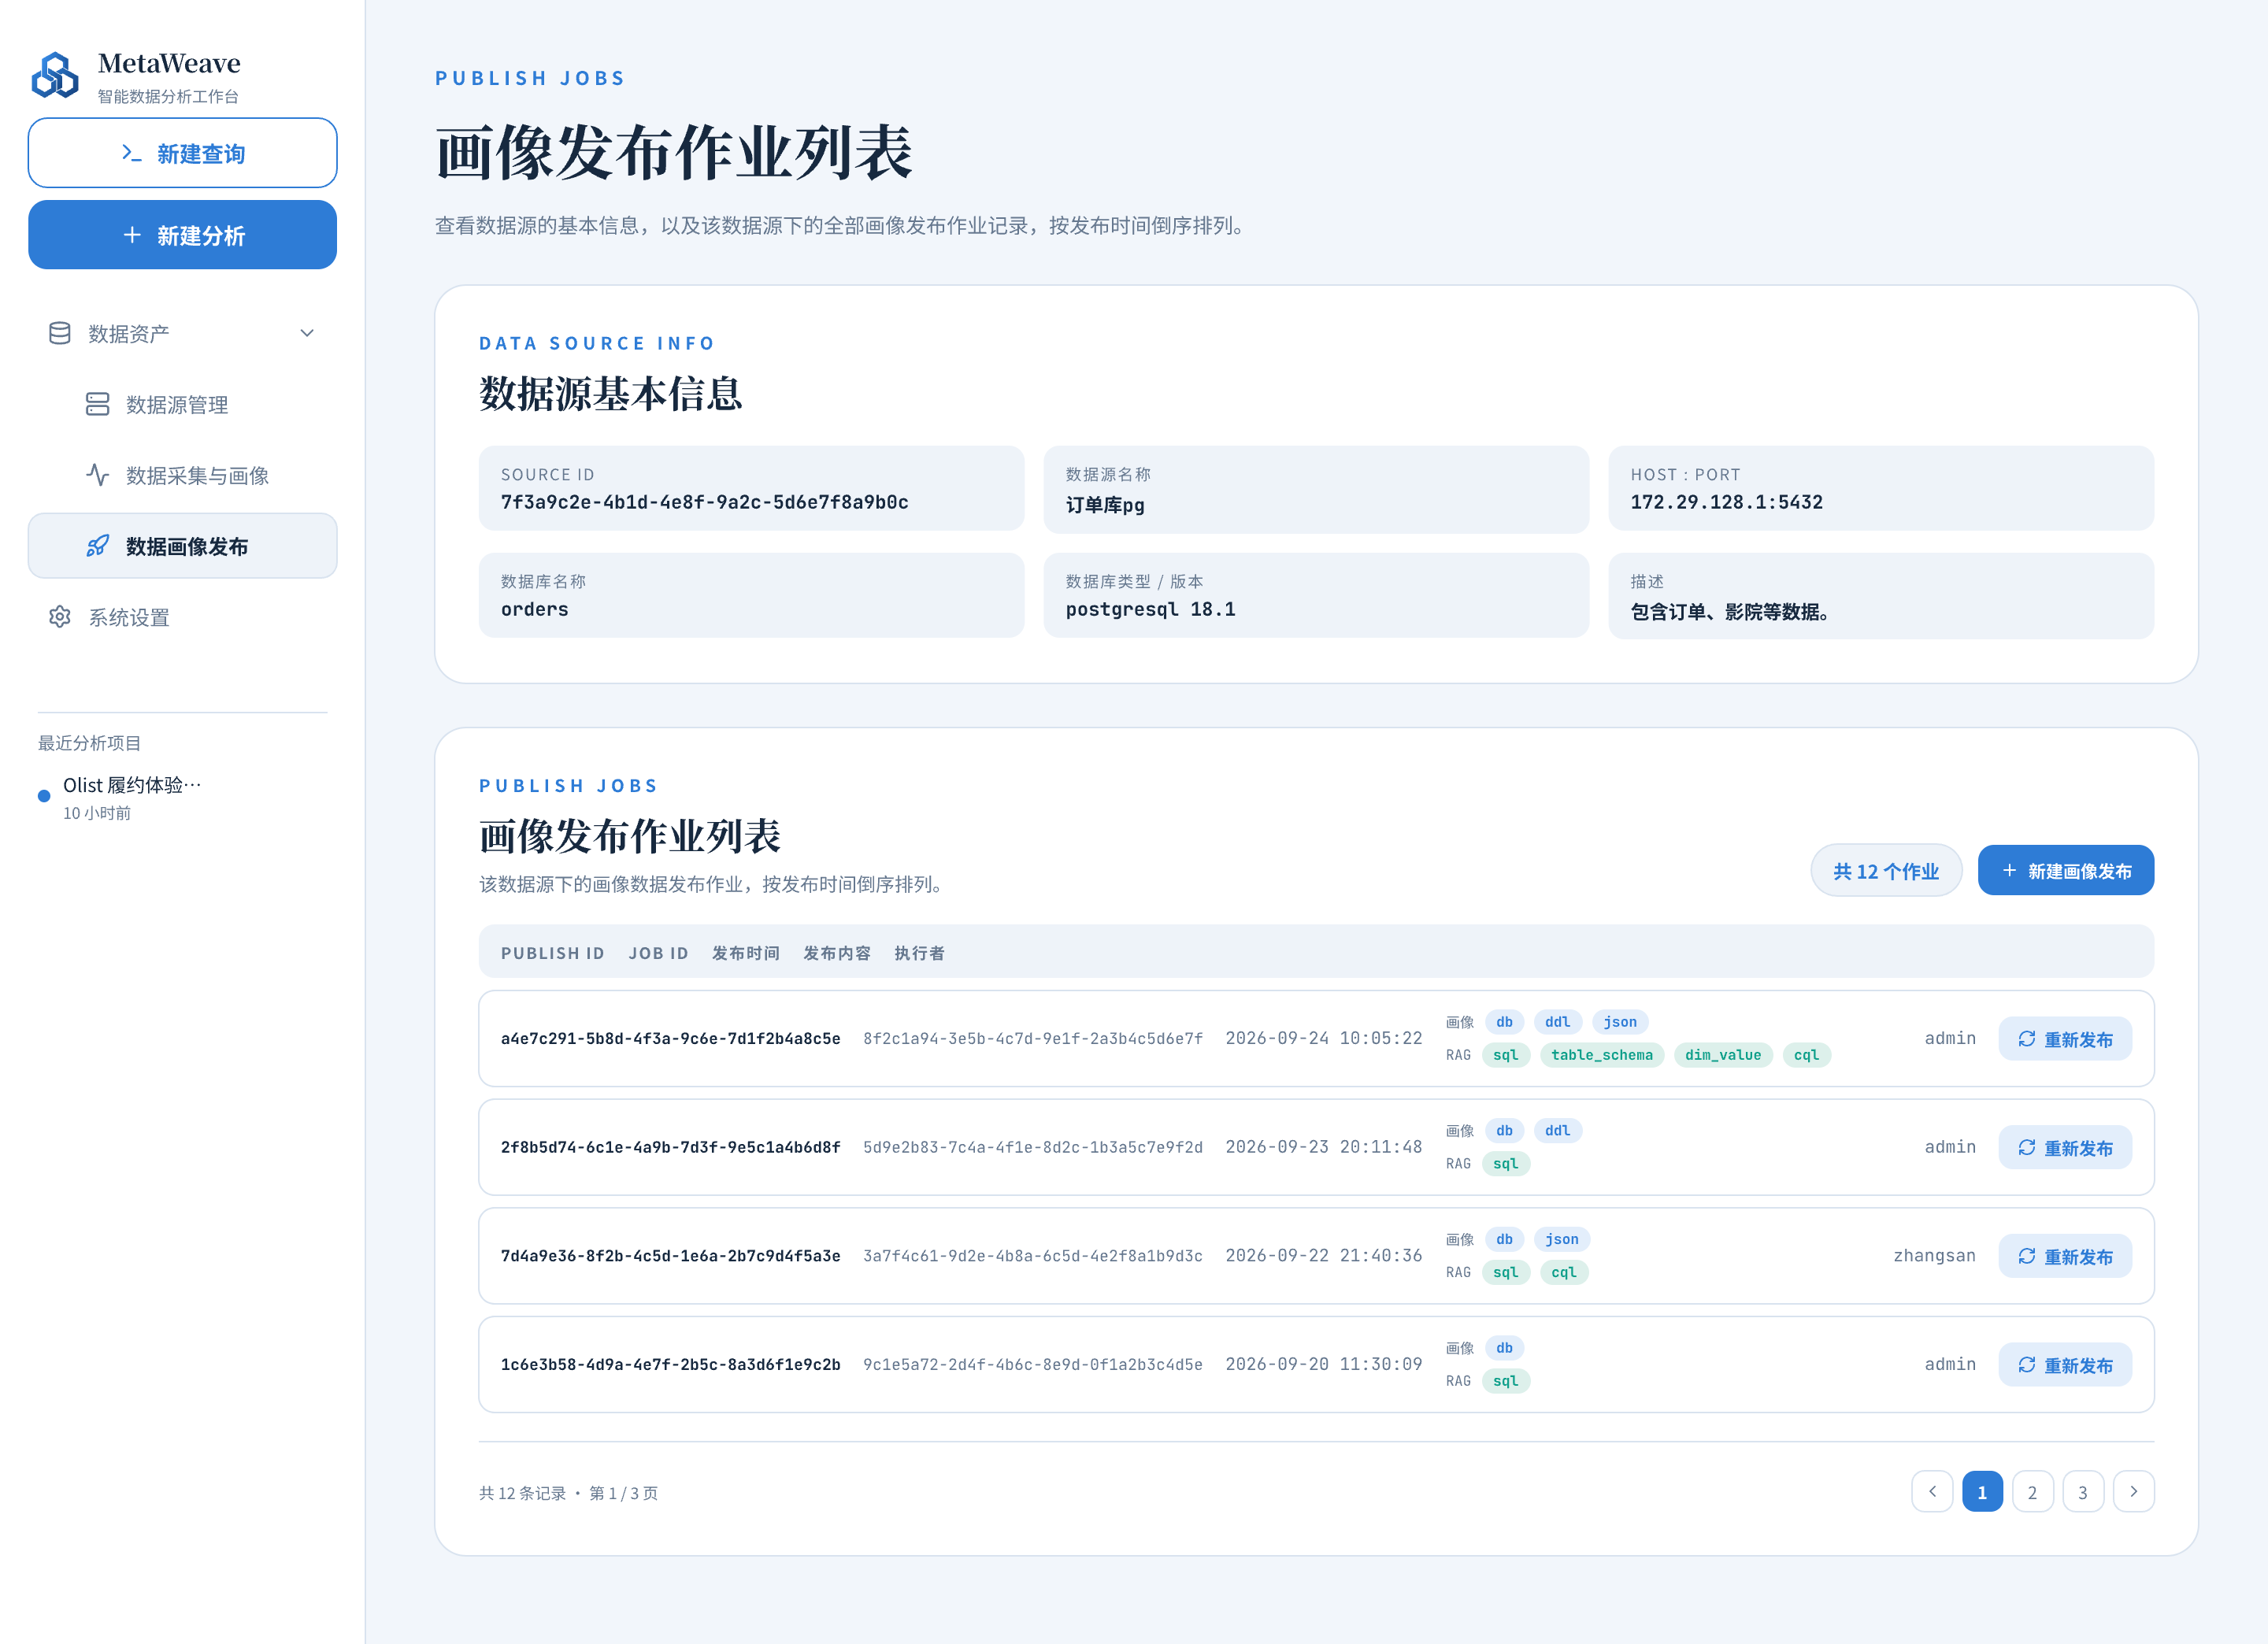 MetaWeave
智能数据分析工作台
新建查询
新建分析
数据资产
数据源管理
数据采集与画像
数据画像发布
系统设置
最近分析项目
Olist 履约体验…
10 小时前
PUBLISH JOBS
画像发布作业列表
查看数据源的基本信息，以及该数据源下的全部画像发布作业记录，按发布时间倒序排列。
DATA SOURCE INFO
数据源基本信息
SOURCE ID
7f3a9c2e-4b1d-4e8f-9a2c-5d6e7f8a9b0c
数据源名称
订单库pg
HOST : PORT
172.29.128.1:5432
数据库名称
orders
数据库类型 / 版本
postgresql 18.1
描述
包含订单、影院等数据。
PUBLISH JOBS
画像发布作业列表
该数据源下的画像数据发布作业，按发布时间倒序排列。
共 12 个作业
新建画像发布
PUBLISH ID JOB ID 发布时间 发布内容 执行者
a4e7c291-5b8d-4f3a-9c6e-7d1f2b4a8c5e 8f2c1a94-3e5b-4c7d-9e1f-2a3b4c5d6e7f 2026-09-24 10:05:22 画像 db ddl json
RAG sql table_schema dim_value cql
admin 重新发布
2f8b5d74-6c1e-4a9b-7d3f-9e5c1a4b6d8f 5d9e2b83-7c4a-4f1e-8d2c-1b3a5c7e9f2d 2026-09-23 20:11:48 画像 db ddl
RAG sql
admin 重新发布
7d4a9e36-8f2b-4c5d-1e6a-2b7c9d4f5a3e 3a7f4c61-9d2e-4b8a-6c5d-4e2f8a1b9d3c 2026-09-22 21:40:36 画像 db json
RAG sql cql
zhangsan 重新发布
1c6e3b58-4d9a-4e7f-2b5c-8a3d6f1e9c2b 9c1e5a72-2d4f-4b6c-8e9d-0f1a2b3c4d5e 2026-09-20 11:30:09 画像 db
RAG sql
admin 重新发布
共 12 条记录 · 第 1 / 3 页
1 2 3